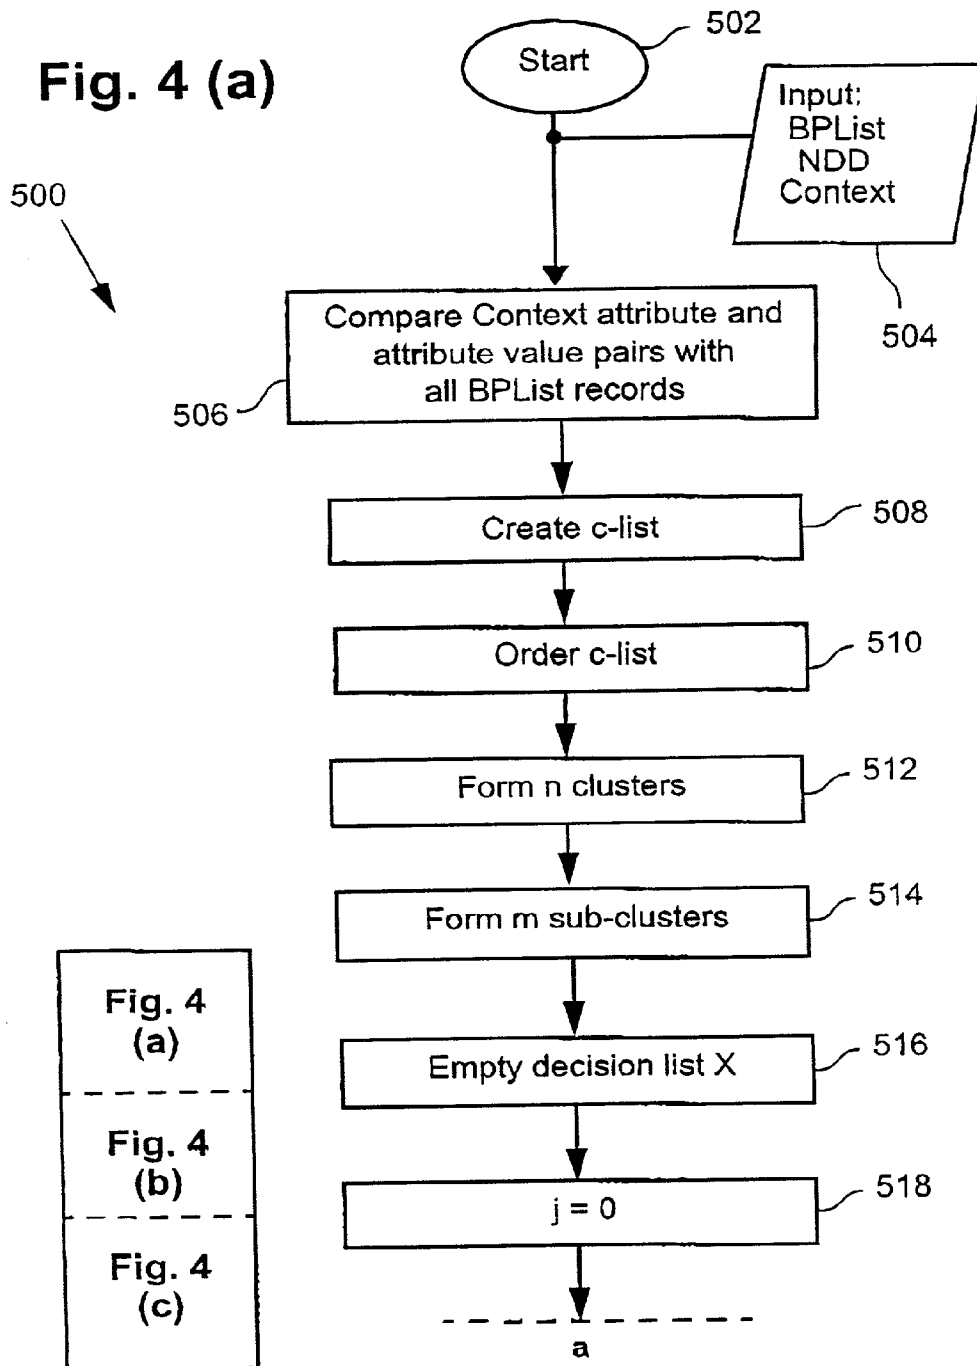 Fig. 4 (a)
Start
502
Input:
BPList
NDD
Context
504
500
Compare Context attribute and
attribute value pairs with
all BPList records
506
Create c-list
508
Order c-list
510
Form n clusters
512
Form m sub-clusters
514
Empty decision list X
516
j = 0
518
a
Fig. 4
(a)
Fig. 4
(b)
Fig. 4
(c)